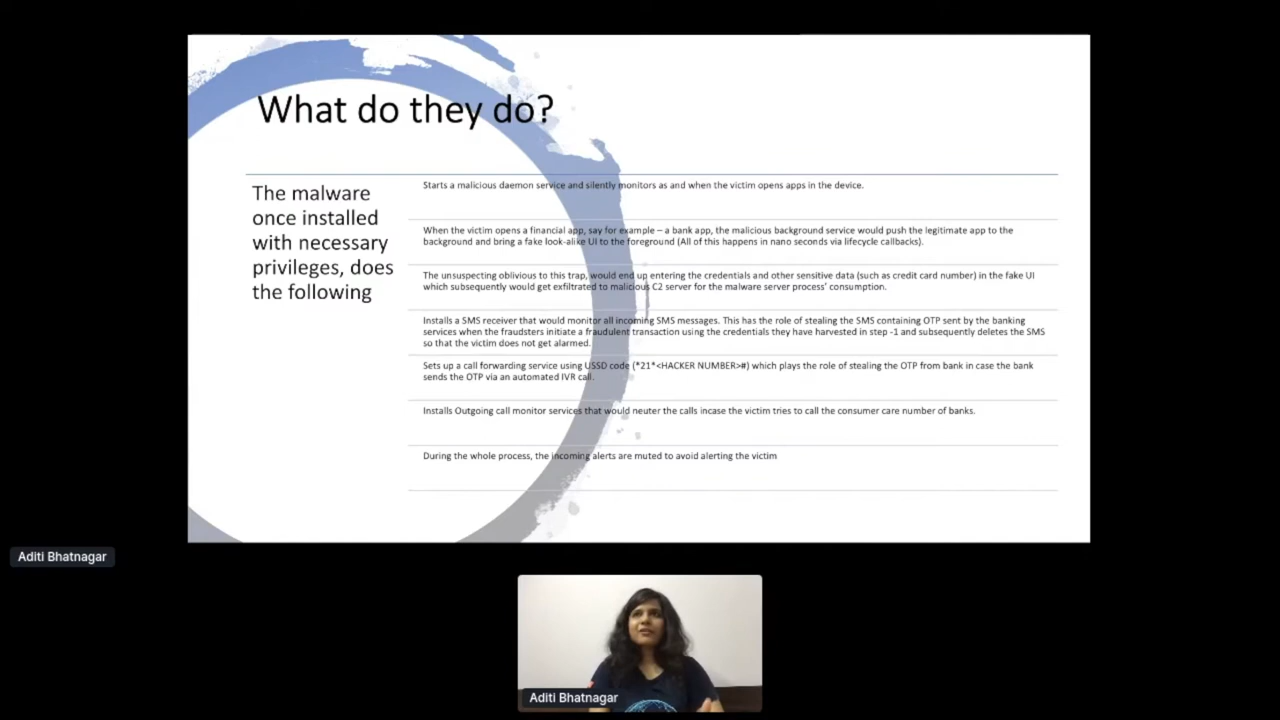 What do they do?
The malware
once installed
with necessary
privileges, does
the following
Starts a malicious daemon service and silently monitors as and when the victim opens apps in the device.
When the victim opens a financial app, say for example – a bank app, the malicious background service would push the legitimate app to the
background and bring a fake look-alike UI to the foreground (All of this happens in nano seconds via lifecycle callbacks).
The unsuspecting oblivious to this trap, would end up entering the credentials and other sensitive data (such as credit card number) in the fake UI
which subsequently would get exfiltrated to malicious C2 server for the malware server process' consumption.
Installs a SMS receiver that would monitor all incoming SMS messages. This has the role of stealing the SMS containing OTP sent by the banking
services when the fraudsters initiate a fraudulent transaction using the credentials they have harvested in step -1 and subsequently deletes the SMS
so that the victim does not get alarmed.
Sets up a call forwarding service using USSD code (*21*<HACKER NUMBER>#) which plays the role of stealing the OTP from bank in case the bank
sends the OTP via an automated IVR call.
Installs Outgoing call monitor services that would neuter the calls incase the victim tries to call the consumer care number of banks.
During the whole process, the incoming alerts are muted to avoid alerting the victim
Aditi Bhatnagar
Aditi Bhatnagar